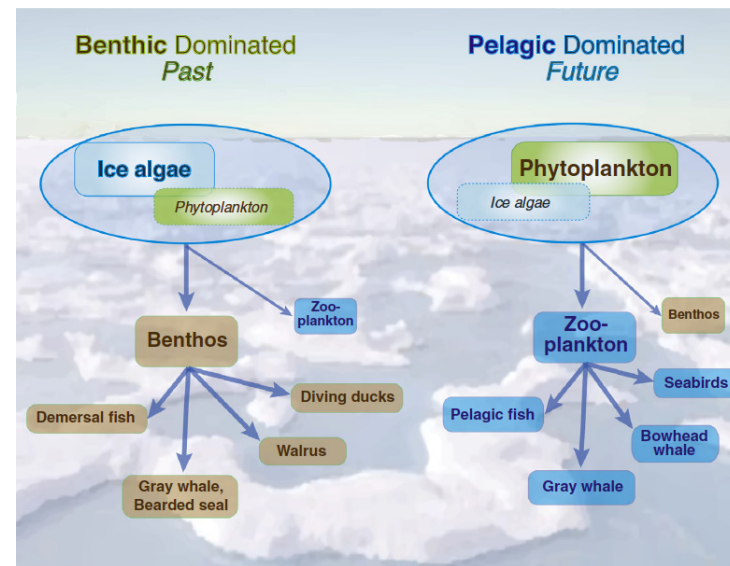 Benthic Dominated
Past
Ice algae
Phytoplankton
Zoo-
plankton
Benthos
Diving ducks
Demersal fish
Walrus
Gray whale,
Bearded seal
Pelagic Dominated
Future
Phytoplankton
Ice algae
Benthos
Zoo-
plankton
Seabirds
Pelagic fish
Bowhead
whale
Gray whale